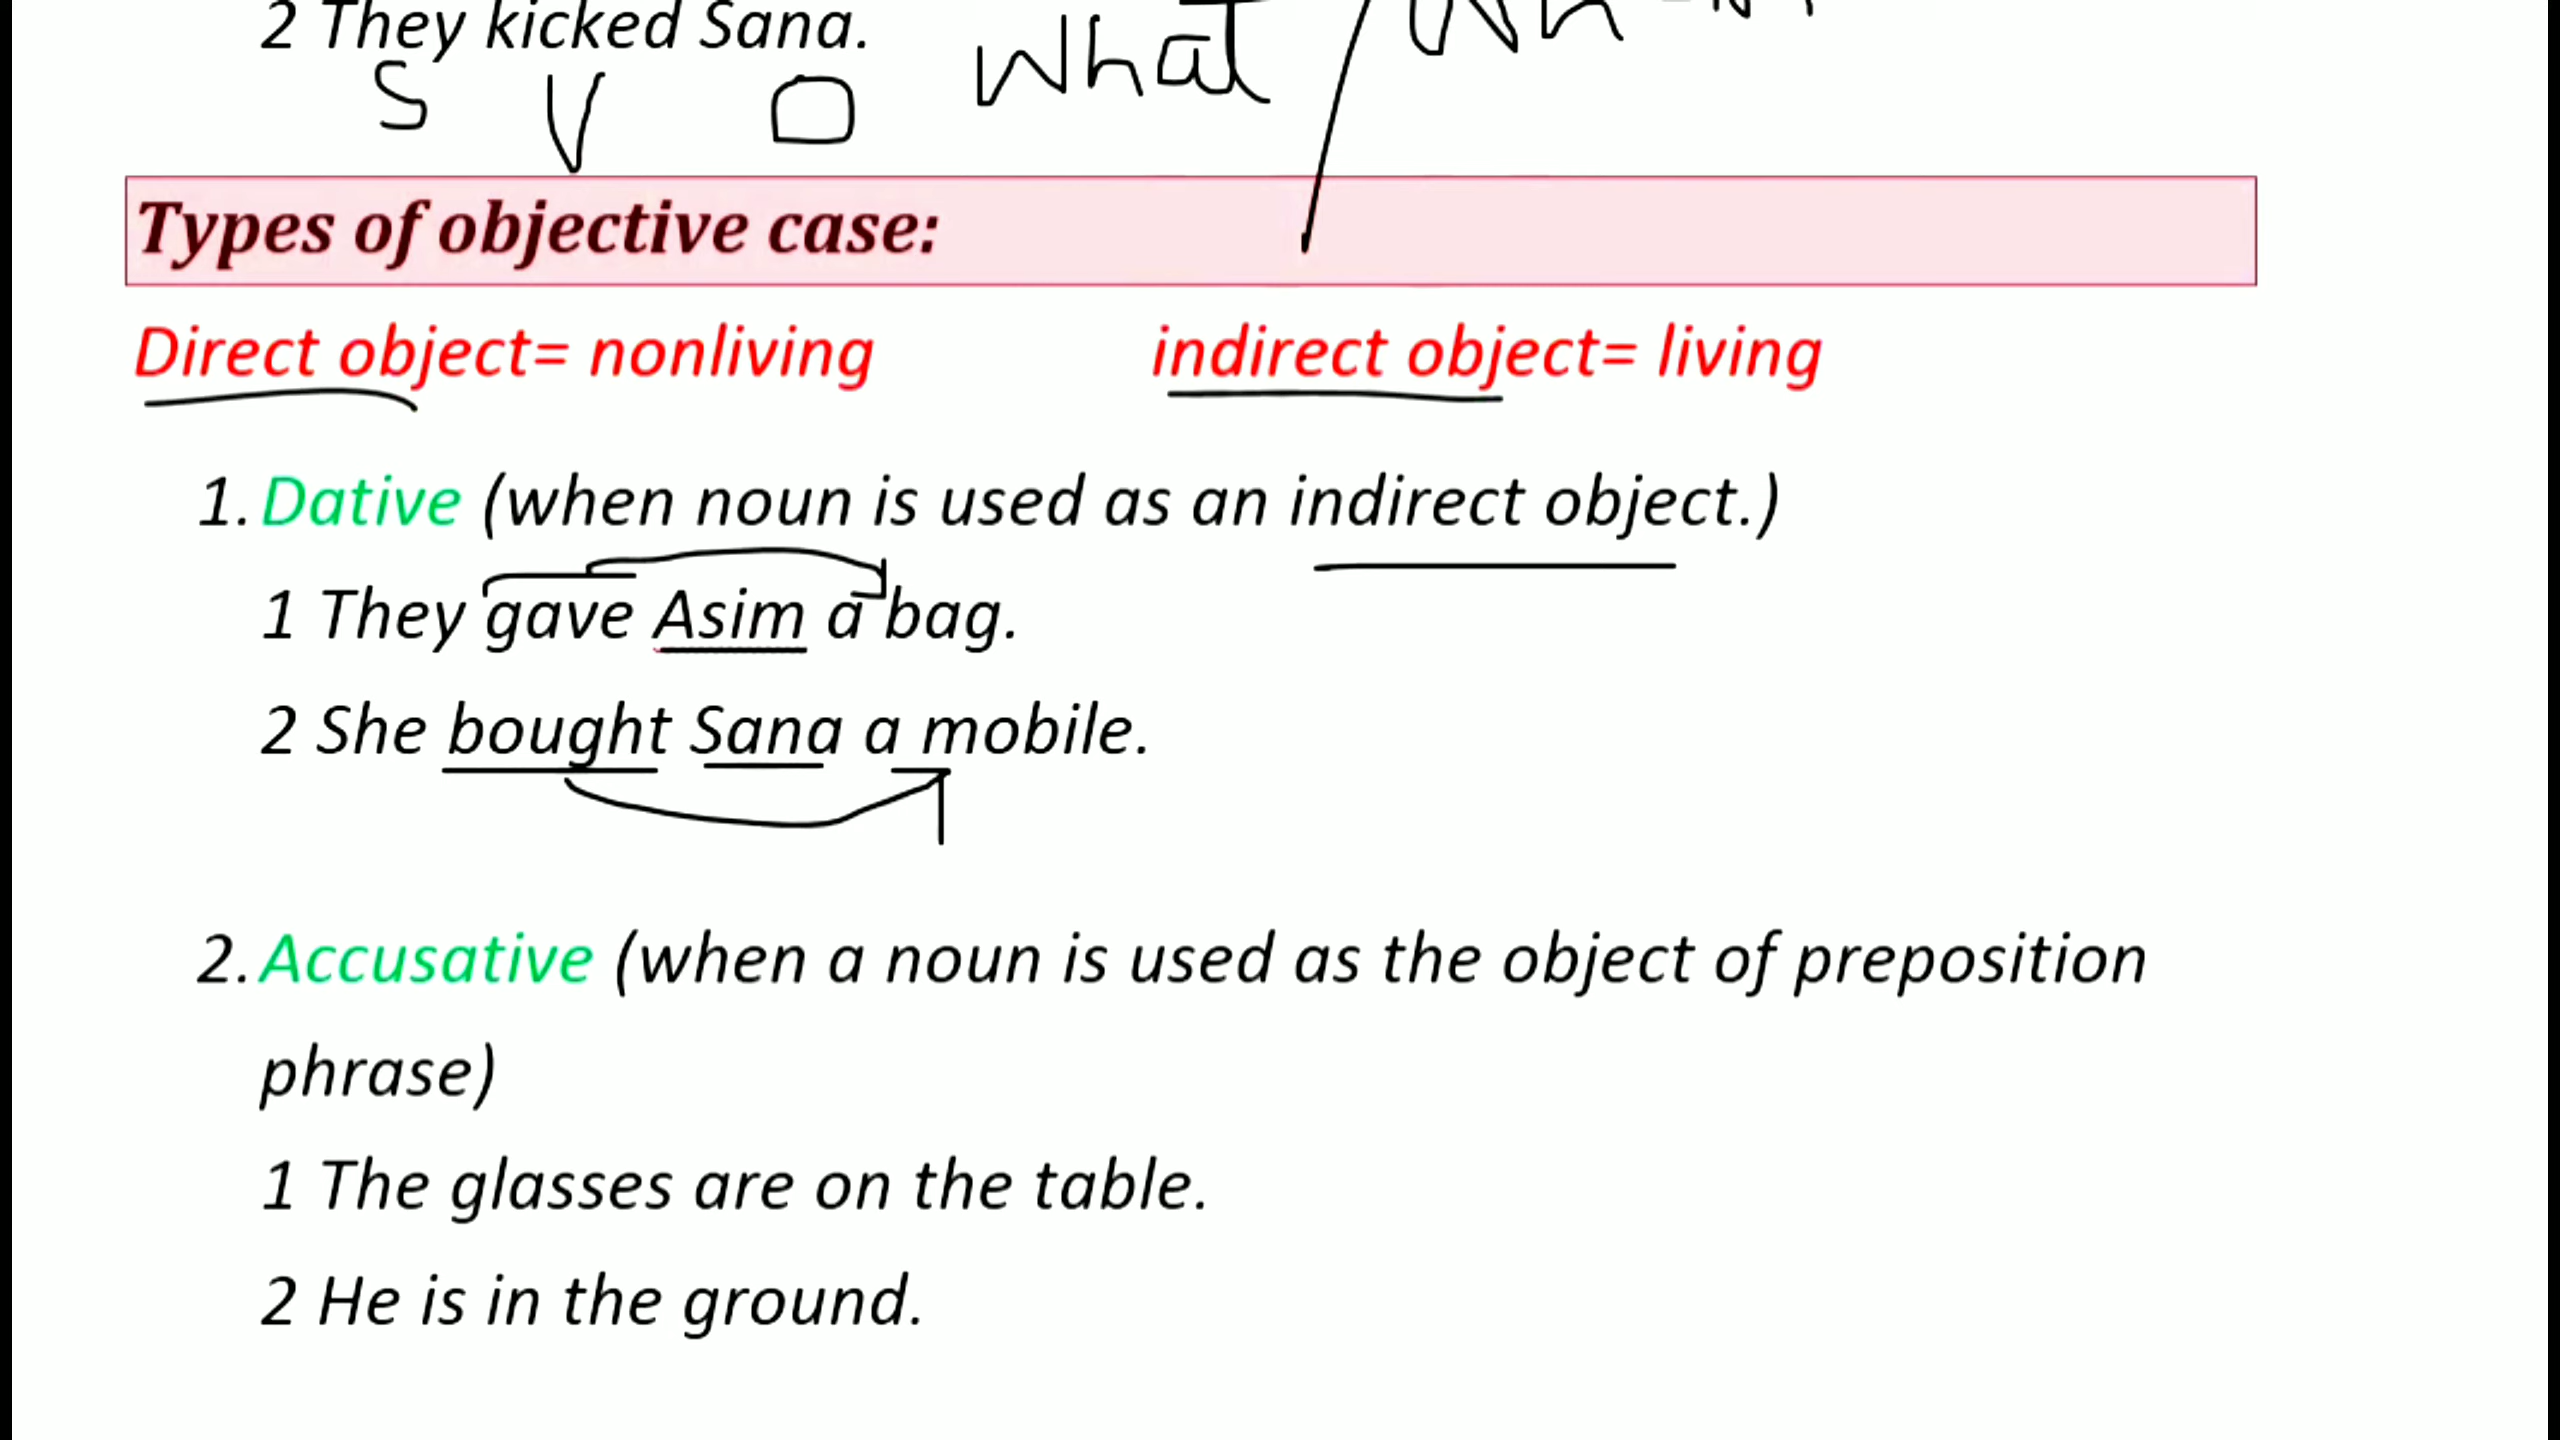 2 They kicked Sana.
What /
S V O
Types of objective case:
Direct object= nonliving indirect object= living
1. Dative (when noun is used as an indirect object.)
1 They gave Asim a bag.
2 She bought Sana a mobile.
2. Accusative (when a noun is used as the object of preposition
phrase)
1 The glasses are on the table.
2 He is in the ground.